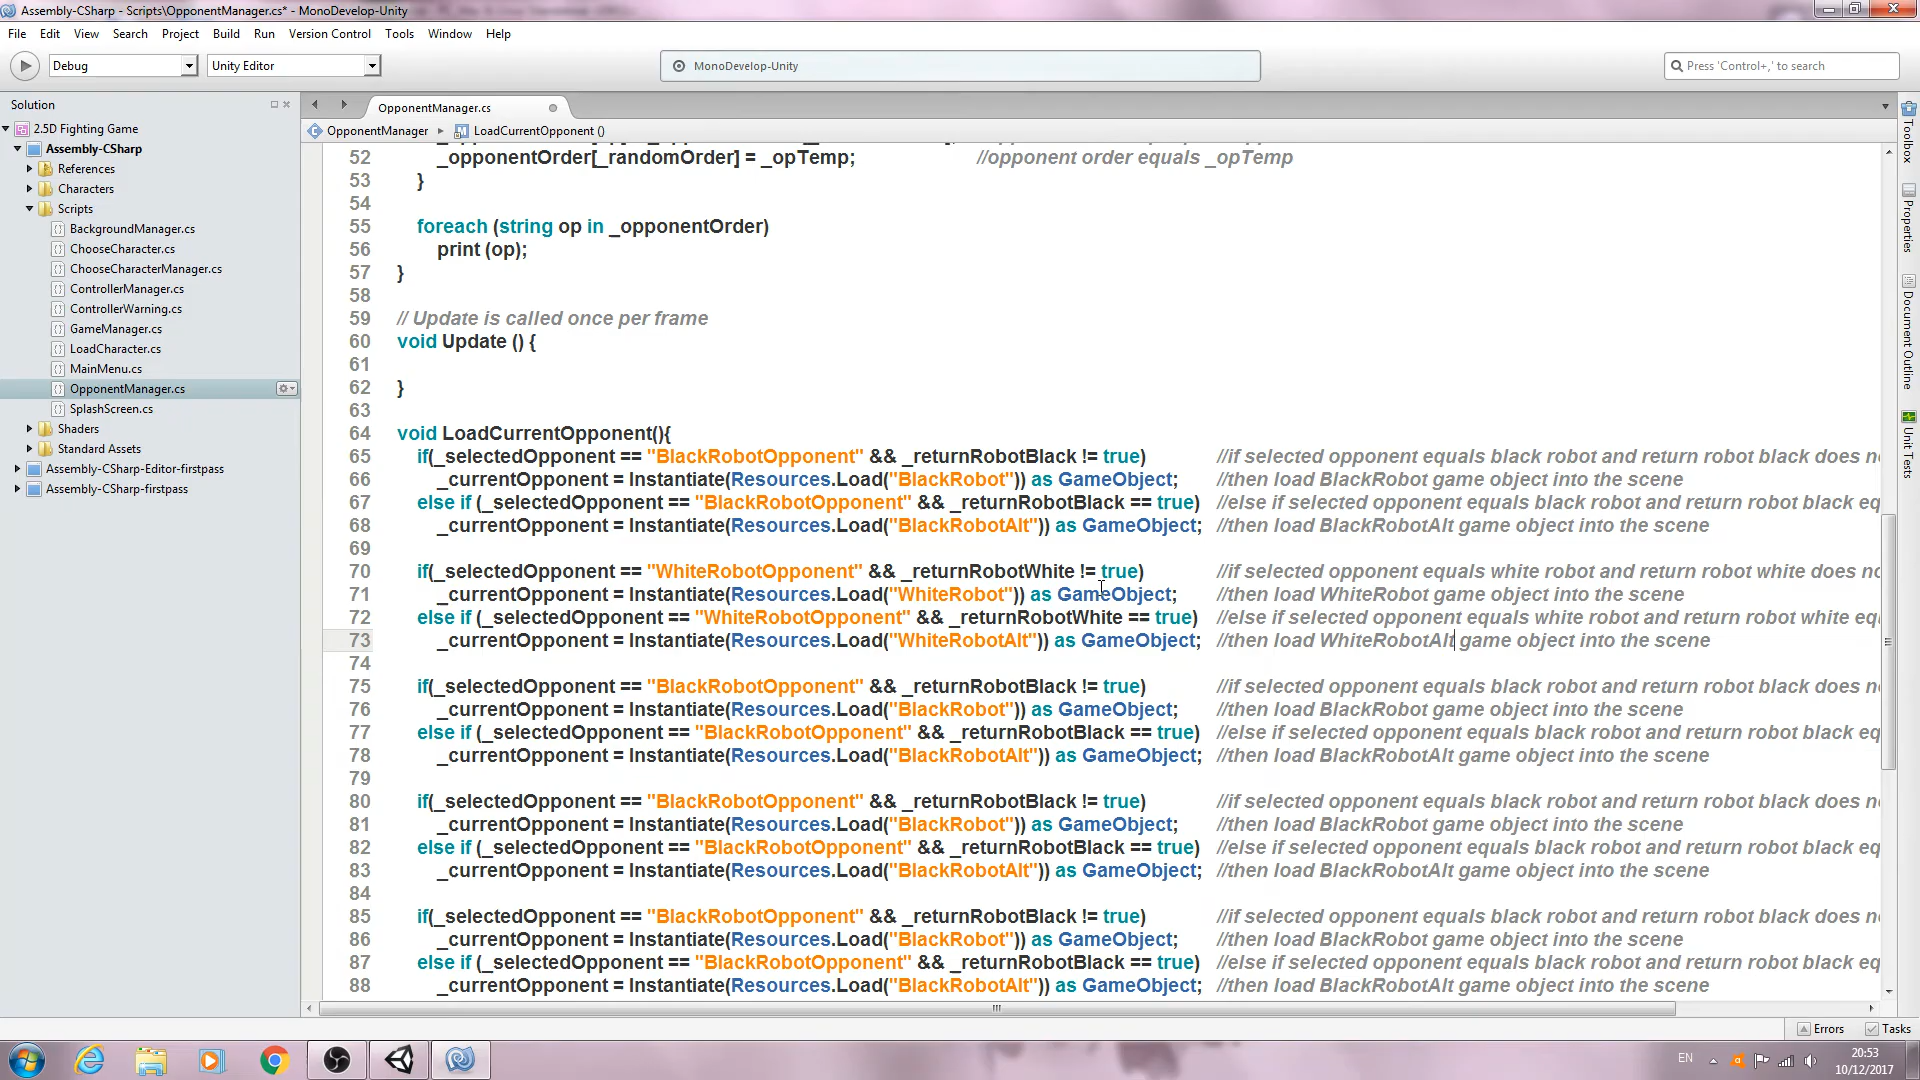 Assembly-CSharp - Scripts\OpponentManager.cs* - MonoDevelop-Unity
File Edit View Search Project Build Run Version Control Tools Window Help
Debug Unity Editor MonoDevelop-Unity Press 'Control+,' to search
Solution
2.5D Fighting Game
Assembly-CSharp
References
Characters
Scripts
BackgroundManager.cs
ChooseCharacter.cs
ChooseCharacterManager.cs
ControllerManager.cs
ControllerWarning.cs
GameManager.cs
LoadCharacter.cs
MainMenu.cs
OpponentManager.cs
SplashScreen.cs
Shaders
Standard Assets
Assembly-CSharp-Editor-firstpass
Assembly-CSharp-firstpass
OpponentManager.cs
OpponentManager LoadCurrentOpponent ()
52 _opponentOrder[_randomOrder] = _opTemp; //opponent order equals _opTemp
53 }
54
55 foreach (string op in _opponentOrder)
56 print (op);
57 }
58
59 // Update is called once per frame
60 void Update () {
61
62 }
63
64 void LoadCurrentOpponent(){
65 if(_selectedOpponent == "BlackRobotOpponent" && _returnRobotBlack != true) //if selected opponent equals black robot and return robot black does
66 _currentOpponent = Instantiate(Resources.Load("BlackRobot")) as GameObject; //then load BlackRobot game object into the scene
67 else if (_selectedOpponent == "BlackRobotOpponent" && _returnRobotBlack == true) //else if selected opponent equals black robot and return robot black
68 _currentOpponent = Instantiate(Resources.Load("BlackRobotAlt")) as GameObject; //then load BlackRobotAlt game object into the scene
69
70 if(_selectedOpponent == "WhiteRobotOpponent" && _returnRobotWhite != true) //if selected opponent equals white robot and return robot white does
71 _currentOpponent = Instantiate(Resources.Load("WhiteRobot")) as GameObject; //then load WhiteRobot game object into the scene
72 else if (_selectedOpponent == "WhiteRobotOpponent" && _returnRobotWhite == true) //else if selected opponent equals white robot and return robot white
73 _currentOpponent = Instantiate(Resources.Load("WhiteRobotAlt")) as GameObject; //then load WhiteRobotAlt game object into the scene
74
75 if(_selectedOpponent == "BlackRobotOpponent" && _returnRobotBlack != true) //if selected opponent equals black robot and return robot black does
76 _currentOpponent = Instantiate(Resources.Load("BlackRobot")) as GameObject; //then load BlackRobot game object into the scene
77 else if (_selectedOpponent == "BlackRobotOpponent" && _returnRobotBlack == true) //else if selected opponent equals black robot and return robot black
78 _currentOpponent = Instantiate(Resources.Load("BlackRobotAlt")) as GameObject; //then load BlackRobotAlt game object into the scene
79
80 if(_selectedOpponent == "BlackRobotOpponent" && _returnRobotBlack != true) //if selected opponent equals black robot and return robot black does
81 _currentOpponent = Instantiate(Resources.Load("BlackRobot")) as GameObject; //then load BlackRobot game object into the scene
82 else if (_selectedOpponent == "BlackRobotOpponent" && _returnRobotBlack == true) //else if selected opponent equals black robot and return robot black
83 _currentOpponent = Instantiate(Resources.Load("BlackRobotAlt")) as GameObject; //then load BlackRobotAlt game object into the scene
84
85 if(_selectedOpponent == "BlackRobotOpponent" && _returnRobotBlack != true) //if selected opponent equals black robot and return robot black does
86 _currentOpponent = Instantiate(Resources.Load("BlackRobot")) as GameObject; //then load BlackRobot game object into the scene
87 else if (_selectedOpponent == "BlackRobotOpponent" && _returnRobotBlack == true) //else if selected opponent equals black robot and return robot black
88 _currentOpponent = Instantiate(Resources.Load("BlackRobotAlt")) as GameObject; //then load BlackRobotAlt game object into the scene
Toolbox
Properties
Document Outline
Unit Tests
Errors Tasks
EN
20:53
10/12/2017